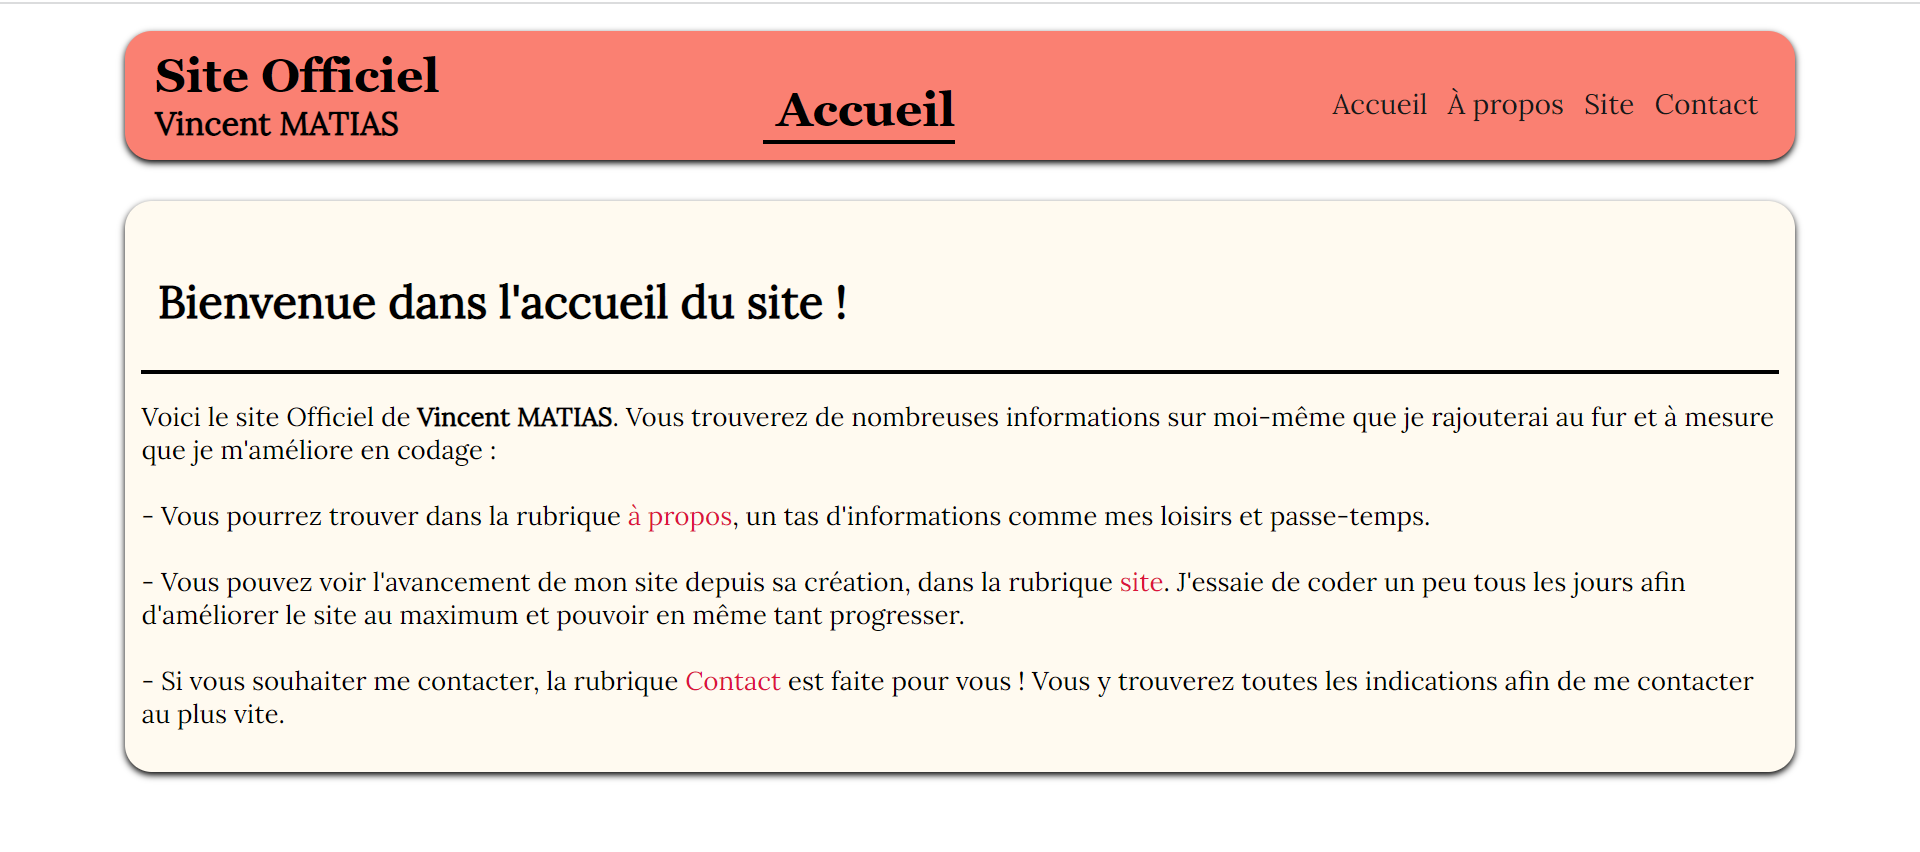 Site Officiel
Vincent MATIAS
Accueil
Accueil À propos Site Contact
Bienvenue dans l'accueil du site !
Voici le site Officiel de Vincent MATIAS. Vous trouverez de nombreuses informations sur moi-même que je rajouterai au fur et à mesure
que je m'améliore en codage :
- Vous pourrez trouver dans la rubrique à propos, un tas d'informations comme mes loisirs et passe-temps.
- Vous pouvez voir l'avancement de mon site depuis sa création, dans la rubrique site. J'essaie de coder un peu tous les jours afin
d'améliorer le site au maximum et pouvoir en même tant progresser.
- Si vous souhaiter me contacter, la rubrique Contact est faite pour vous ! Vous y trouverez toutes les indications afin de me contacter
au plus vite.